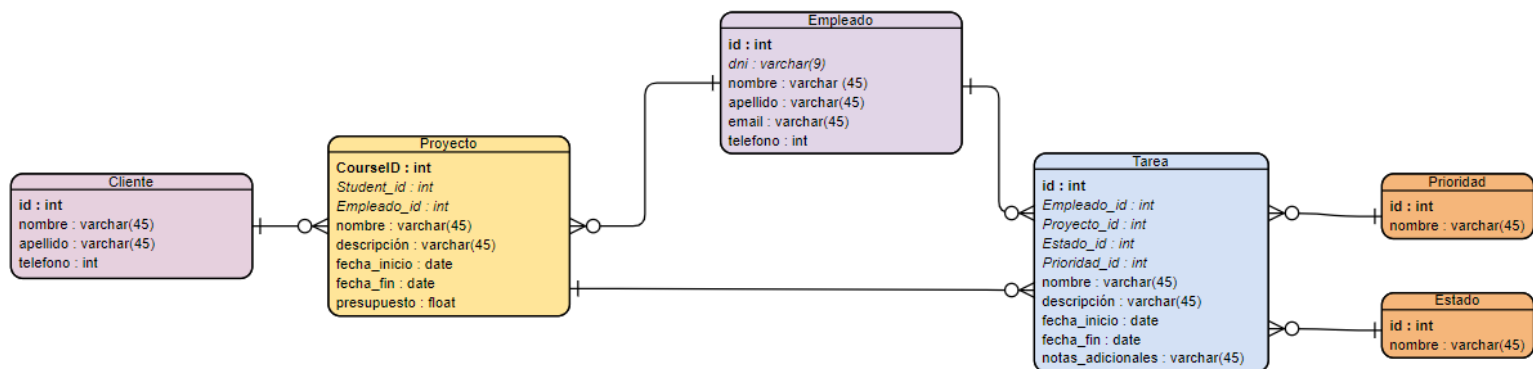 Empleado
id : int
dni : varchar(9)
nombre : varchar (45)
apellido : varchar(45)
email : varchar(45)
telefono : int
Proyecto
CourseID : int
Student_id : int
Empleado_id : int
nombre : varchar(45)
descripción : varchar(45)
fecha_inicio : date
fecha_fin : date
presupuesto : float
Cliente
id : int
nombre : varchar(45)
apellido : varchar(45)
telefono : int
Tarea
id : int
Empleado_id : int
Proyecto_id : int
Estado_id : int
Prioridad_id : int
nombre : varchar(45)
descripción : varchar(45)
fecha_inicio : date
fecha_fin : date
notas_adicionales : varchar(45)
Prioridad
id : int
nombre : varchar(45)
Estado
id : int
nombre : varchar(45)